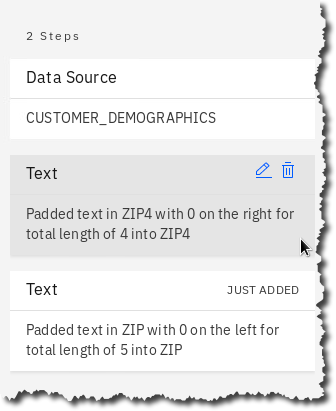 2 Steps
Data Source
CUSTOMER_DEMOGRAPHICS
Text
Padded text in ZIP4 with 0 on the right for
total length of 4 into ZIP4
Text JUST ADDED
Padded text in ZIP with 0 on the left for
total length of 5 into ZIP